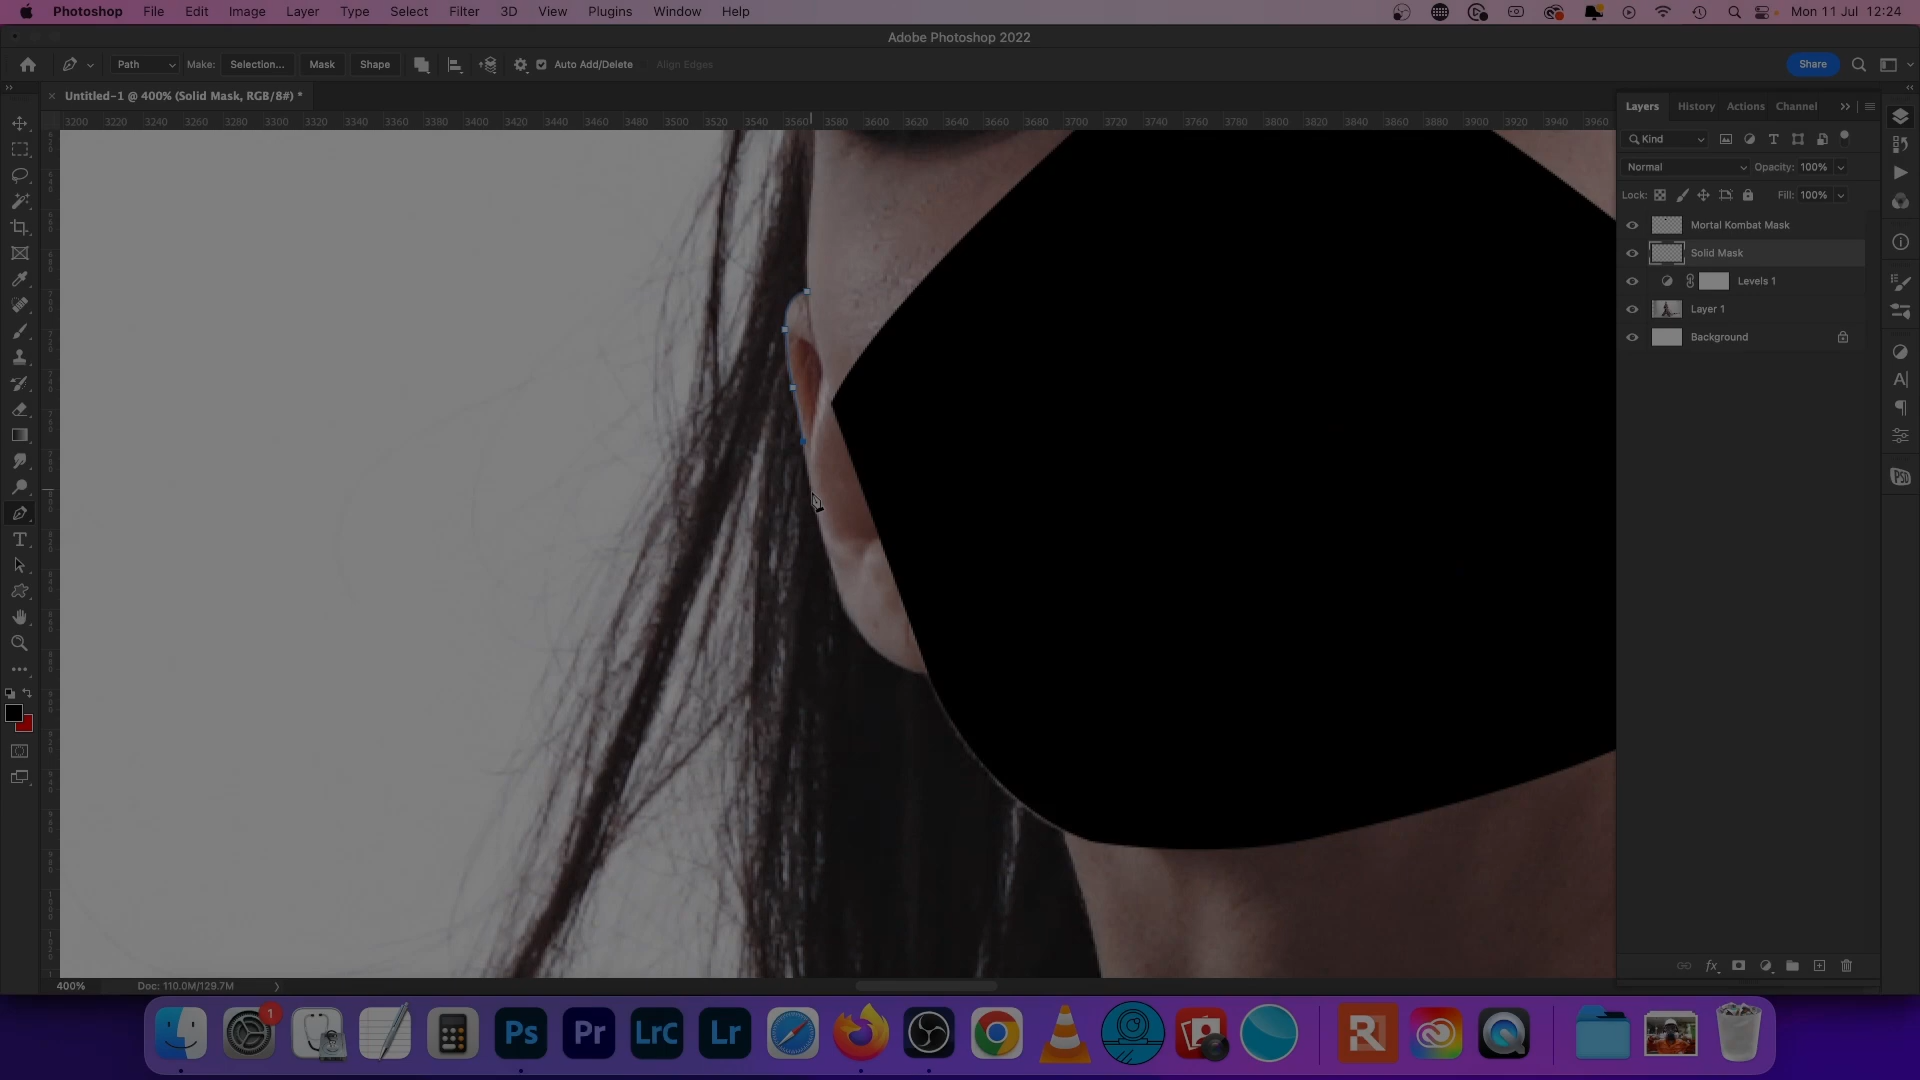 Photoshop File Edit Image Layer Type Select Filter 3D View Plugins Window Help Mon 11 Jul 12:24
Adobe Photoshop 2022
Path Make: Selection... Mask Shape Auto Add/Delete Align Edges Share
Untitled-1 @ 400% (Solid Mask, RGB/8#) *
Layers History Actions Channel
3200 3220 3240 3260 3280 3300 3320 3340 3360 3380 3400 3420 3440 3460 3480 3500 3520 3540 3560 3580 3600 3620 3640 3660 3680 3700 3720 3740 3760 3780 3800 3820 3840 3860 3880 3900 3920 3940 3960
Kind
Normal Opacity: 100%
Lock: Fill: 100%
Mortal Kombat Mask
Solid Mask
Levels 1
Layer 1
Background
400% Doc: 110.0M/129.7M
1
Ps Pr LrC Lr